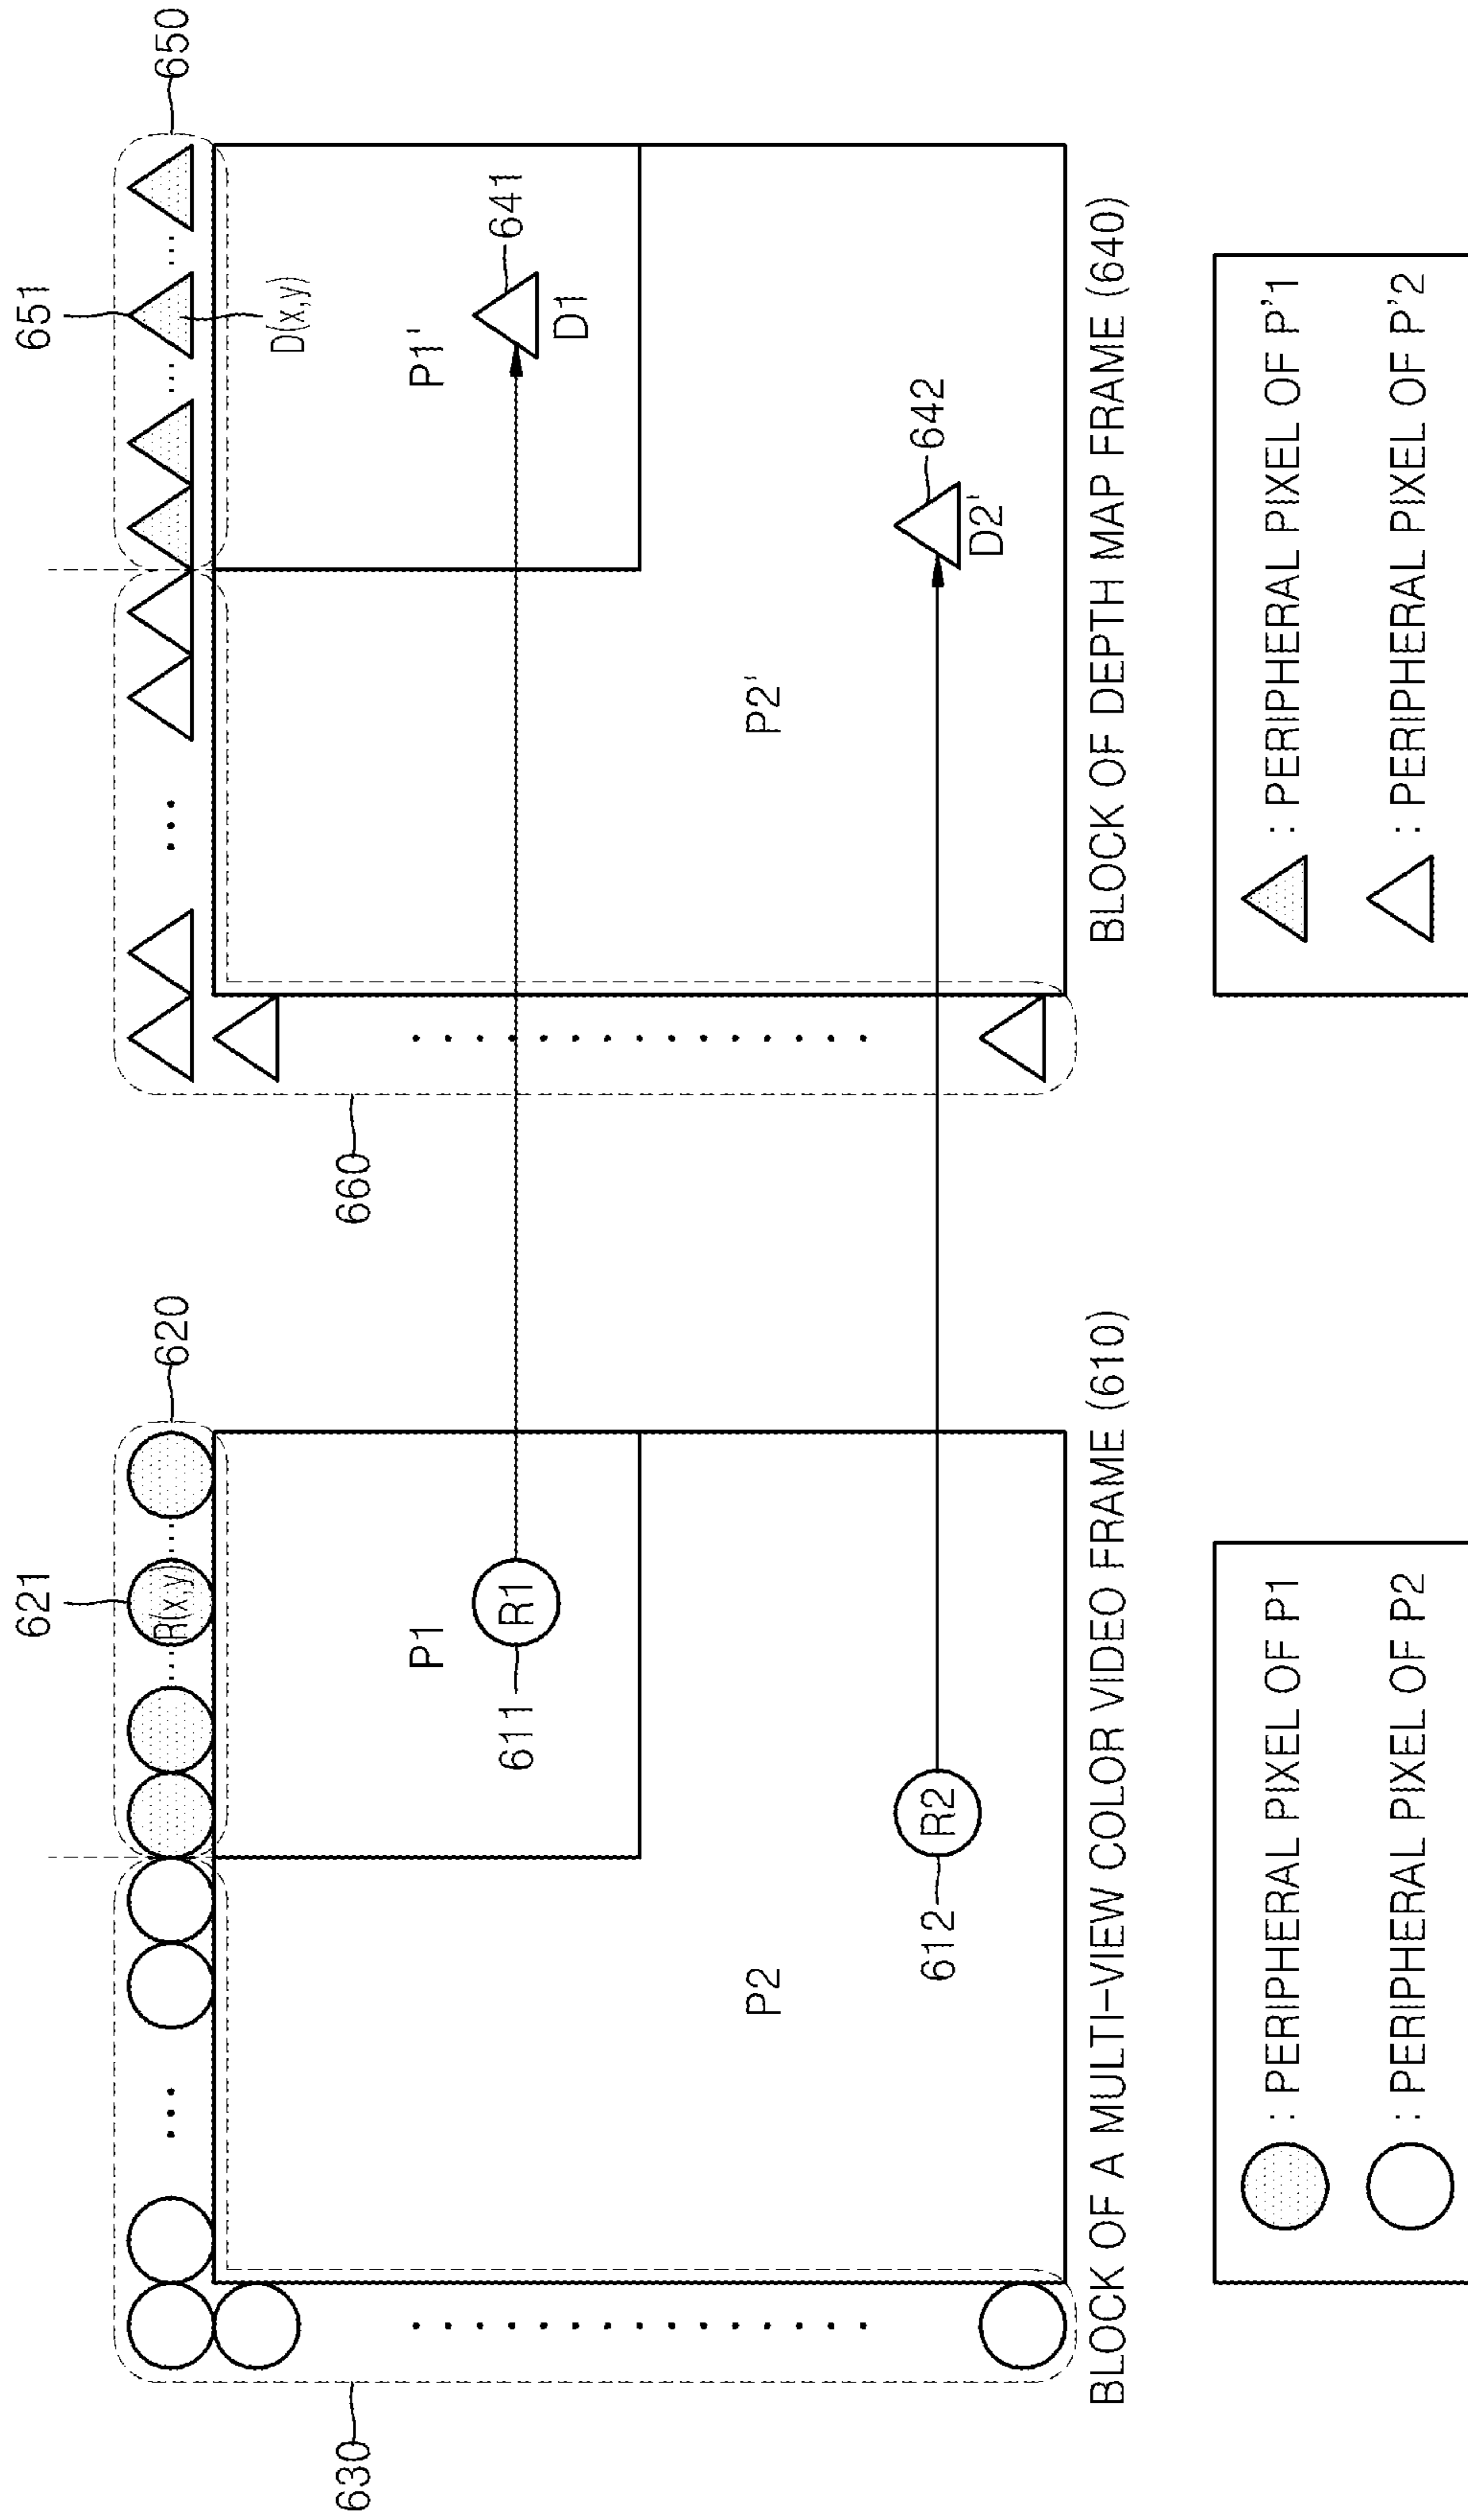 621
651
620
650
R(x,y)
D(x,y)
P1
P1'
611
R1
641
D1
630
660
P2
P2'
612
R2
642
D2'
BLOCK OF A MULTI-VIEW COLOR VIDEO FRAME (610)
BLOCK OF DEPTH MAP FRAME (640)
: PERIPHERAL PIXEL OF P1
: PERIPHERAL PIXEL OF P2
: PERIPHERAL PIXEL OF P'1
: PERIPHERAL PIXEL OF P'2